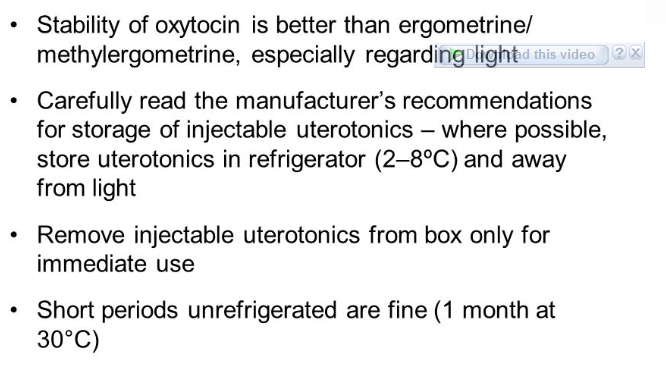 • Stability of oxytocin is better than ergometrine/
methylergometrine, especially regarding light
Download this video ? X
• Carefully read the manufacturer's recommendations
for storage of injectable uterotonics – where possible,
store uterotonics in refrigerator (2–8ºC) and away
from light
• Remove injectable uterotonics from box only for
immediate use
• Short periods unrefrigerated are fine (1 month at
30°C)